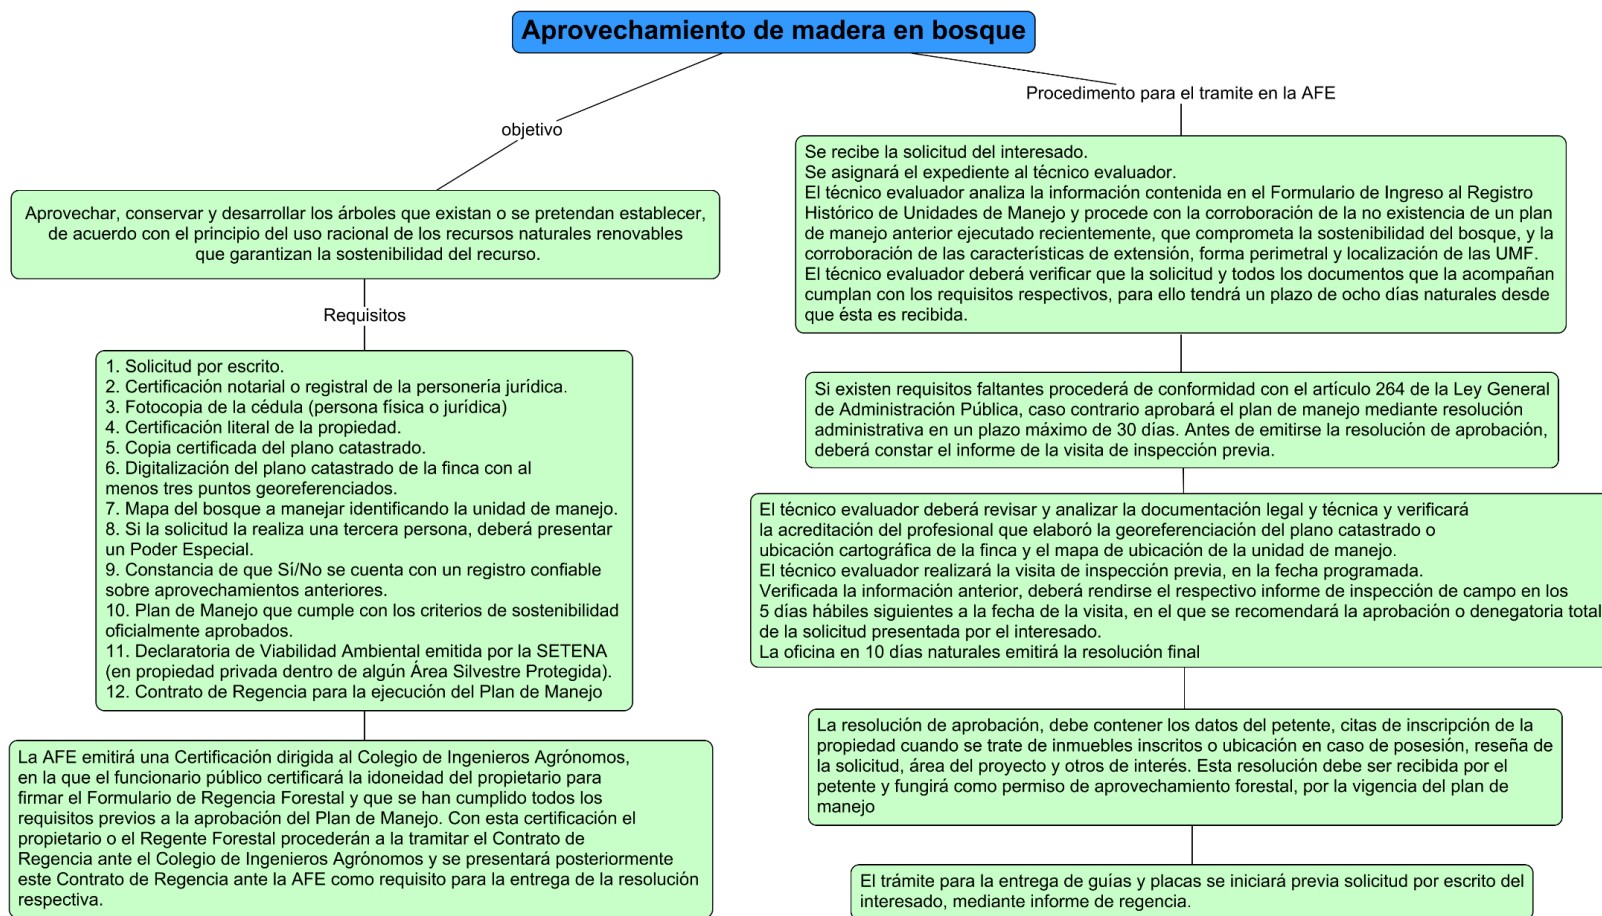 Aprovechamiento de madera en bosque
objetivo
Aprovechar, conservar y desarrollar los árboles que existan o se pretendan establecer,
de acuerdo con el principio del uso racional de los recursos naturales renovables
que garantizan la sostenibilidad del recurso.
Requisitos
1. Solicitud por escrito.
2. Certificación notarial o registral de la personería jurídica.
3. Fotocopia de la cédula (persona física o jurídica)
4. Certificación literal de la propiedad.
5. Copia certificada del plano catastrado.
6. Digitalización del plano catastrado de la finca con al
menos tres puntos georeferenciados.
7. Mapa del bosque a manejar identificando la unidad de manejo.
8. Si la solicitud la realiza una tercera persona, deberá presentar
un Poder Especial.
9. Constancia de que Sí/No se cuenta con un registro confiable
sobre aprovechamientos anteriores.
10. Plan de Manejo que cumple con los criterios de sostenibilidad
oficialmente aprobados.
11. Declaratoria de Viabilidad Ambiental emitida por la SETENA
(en propiedad privada dentro de algún Área Silvestre Protegida).
12. Contrato de Regencia para la ejecución del Plan de Manejo
La AFE emitirá una Certificación dirigida al Colegio de Ingenieros Agrónomos,
en la que el funcionario público certificará la idoneidad del propietario para
firmar el Formulario de Regencia Forestal y que se han cumplido todos los
requisitos previos a la aprobación del Plan de Manejo. Con esta certificación el
propietario o el Regente Forestal procederán a la tramitar el Contrato de
Regencia ante el Colegio de Ingenieros Agrónomos y se presentará posteriormente
este Contrato de Regencia ante la AFE como requisito para la entrega de la resolución
respectiva.
Procedimento para el tramite en la AFE
Se recibe la solicitud del interesado.
Se asignará el expediente al técnico evaluador.
El técnico evaluador analiza la información contenida en el Formulario de Ingreso al Registro
Histórico de Unidades de Manejo y procede con la corroboración de la no existencia de un plan
de manejo anterior ejecutado recientemente, que comprometa la sostenibilidad del bosque, y la
corroboración de las características de extensión, forma perimetral y localización de las UMF.
El técnico evaluador deberá verificar que la solicitud y todos los documentos que la acompañan
cumplan con los requisitos respectivos, para ello tendrá un plazo de ocho días naturales desde
que ésta es recibida.
Si existen requisitos faltantes procederá de conformidad con el artículo 264 de la Ley General
de Administración Pública, caso contrario aprobará el plan de manejo mediante resolución
administrativa en un plazo máximo de 30 días. Antes de emitirse la resolución de aprobación,
deberá constar el informe de la visita de inspección previa.
El técnico evaluador deberá revisar y analizar la documentación legal y técnica y verificará
la acreditación del profesional que elaboró la georeferenciación del plano catastrado o
ubicación cartográfica de la finca y el mapa de ubicación de la unidad de manejo.
El técnico evaluador realizará la visita de inspección previa, en la fecha programada.
Verificada la información anterior, deberá rendirse el respectivo informe de inspección de campo en los
5 días hábiles siguientes a la fecha de la visita, en el que se recomendará la aprobación o denegatoria total
de la solicitud presentada por el interesado.
La oficina en 10 días naturales emitirá la resolución final
La resolución de aprobación, debe contener los datos del petente, citas de inscripción de la
propiedad cuando se trate de inmuebles inscritos o ubicación en caso de posesión, reseña de
la solicitud, área del proyecto y otros de interés. Esta resolución debe ser recibida por el
petente y fungirá como permiso de aprovechamiento forestal, por la vigencia del plan de
manejo
El trámite para la entrega de guías y placas se iniciará previa solicitud por escrito del
interesado, mediante informe de regencia.